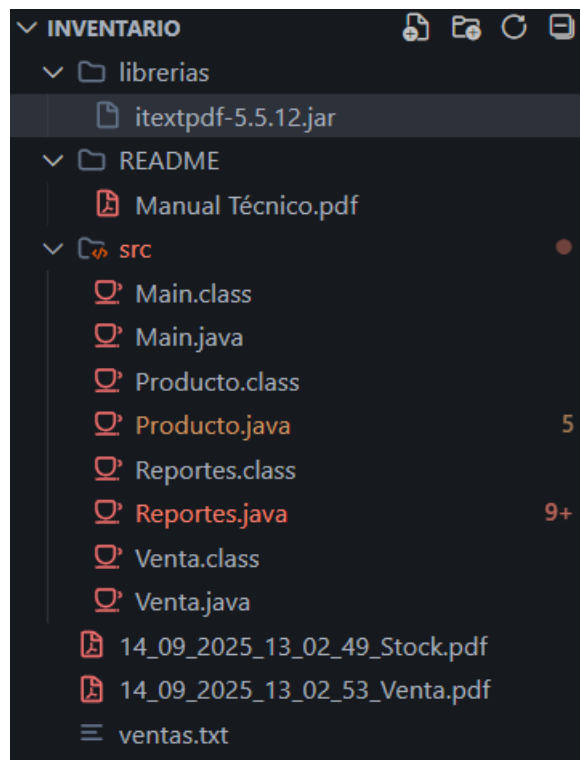 INVENTARIO
librerias
itextpdf-5.5.12.jar
README
Manual Técnico.pdf
src
Main.class
Main.java
Producto.class
Producto.java 5
Reportes.class
Reportes.java 9+
Venta.class
Venta.java
14_09_2025_13_02_49_Stock.pdf
14_09_2025_13_02_53_Venta.pdf
ventas.txt